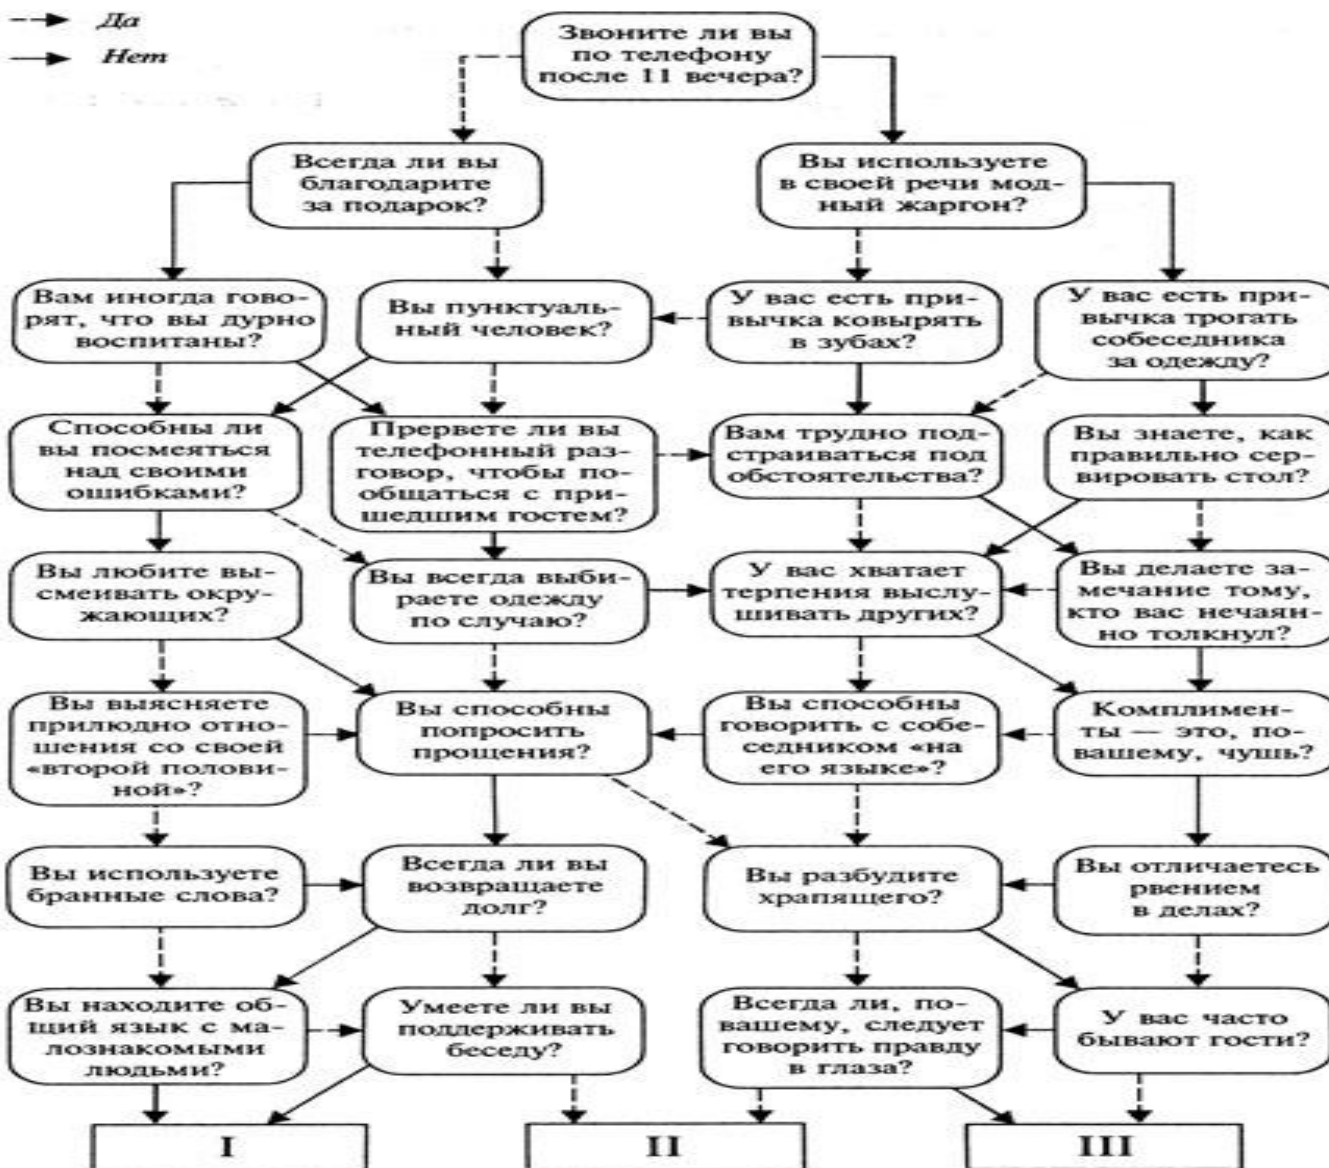 Да
Нет
Звоните ли вы
по телефону
после 11 вечера?
Всегда ли вы
благодарите
за подарок?
Вы используете
в своей речи мод-
ный жаргон?
Вам иногда гово-
рят, что вы дурно
воспитаны?
Вы пунктуаль-
ный человек?
У вас есть при-
вычка ковырять
в зубах?
У вас есть при-
вычка трогать
собеседника
за одежду?
Способны ли
вы посмеяться
над своими
ошибками?
Прервете ли вы
телефонный раз-
говор, чтобы по-
общаться с при-
шедшим гостем?
Вам трудно под-
страиваться под
обстоятельства?
Вы знаете, как
правильно сер-
вировать стол?
Вы любите вы-
смеивать окру-
жающих?
Вы всегда выби-
раете одежду
по случаю?
У вас хватает
терпения выслу-
шивать других?
Вы делаете за-
мечание тому,
кто вас нечаян-
но толкнул?
Вы выясняете
прилюдно отно-
шения со своей
«второй полови-
ной»?
Вы способны
попросить
прощения?
Вы способны
говорить с собе-
седником «на
его языке»?
Комплимен-
ты — это, по-
вашему, чушь?
Вы используете
бранные слова?
Всегда ли вы
возвращаете
долг?
Вы разбудите
храпящего?
Вы отличаетесь
рвением
в делах?
Вы находите об-
щий язык с ма-
лознакомыми
людьми?
Умеете ли вы
поддерживать
беседу?
Всегда ли, по-
вашему, следует
говорить правду
в глаза?
У вас часто
бывают гости?
I
II
III